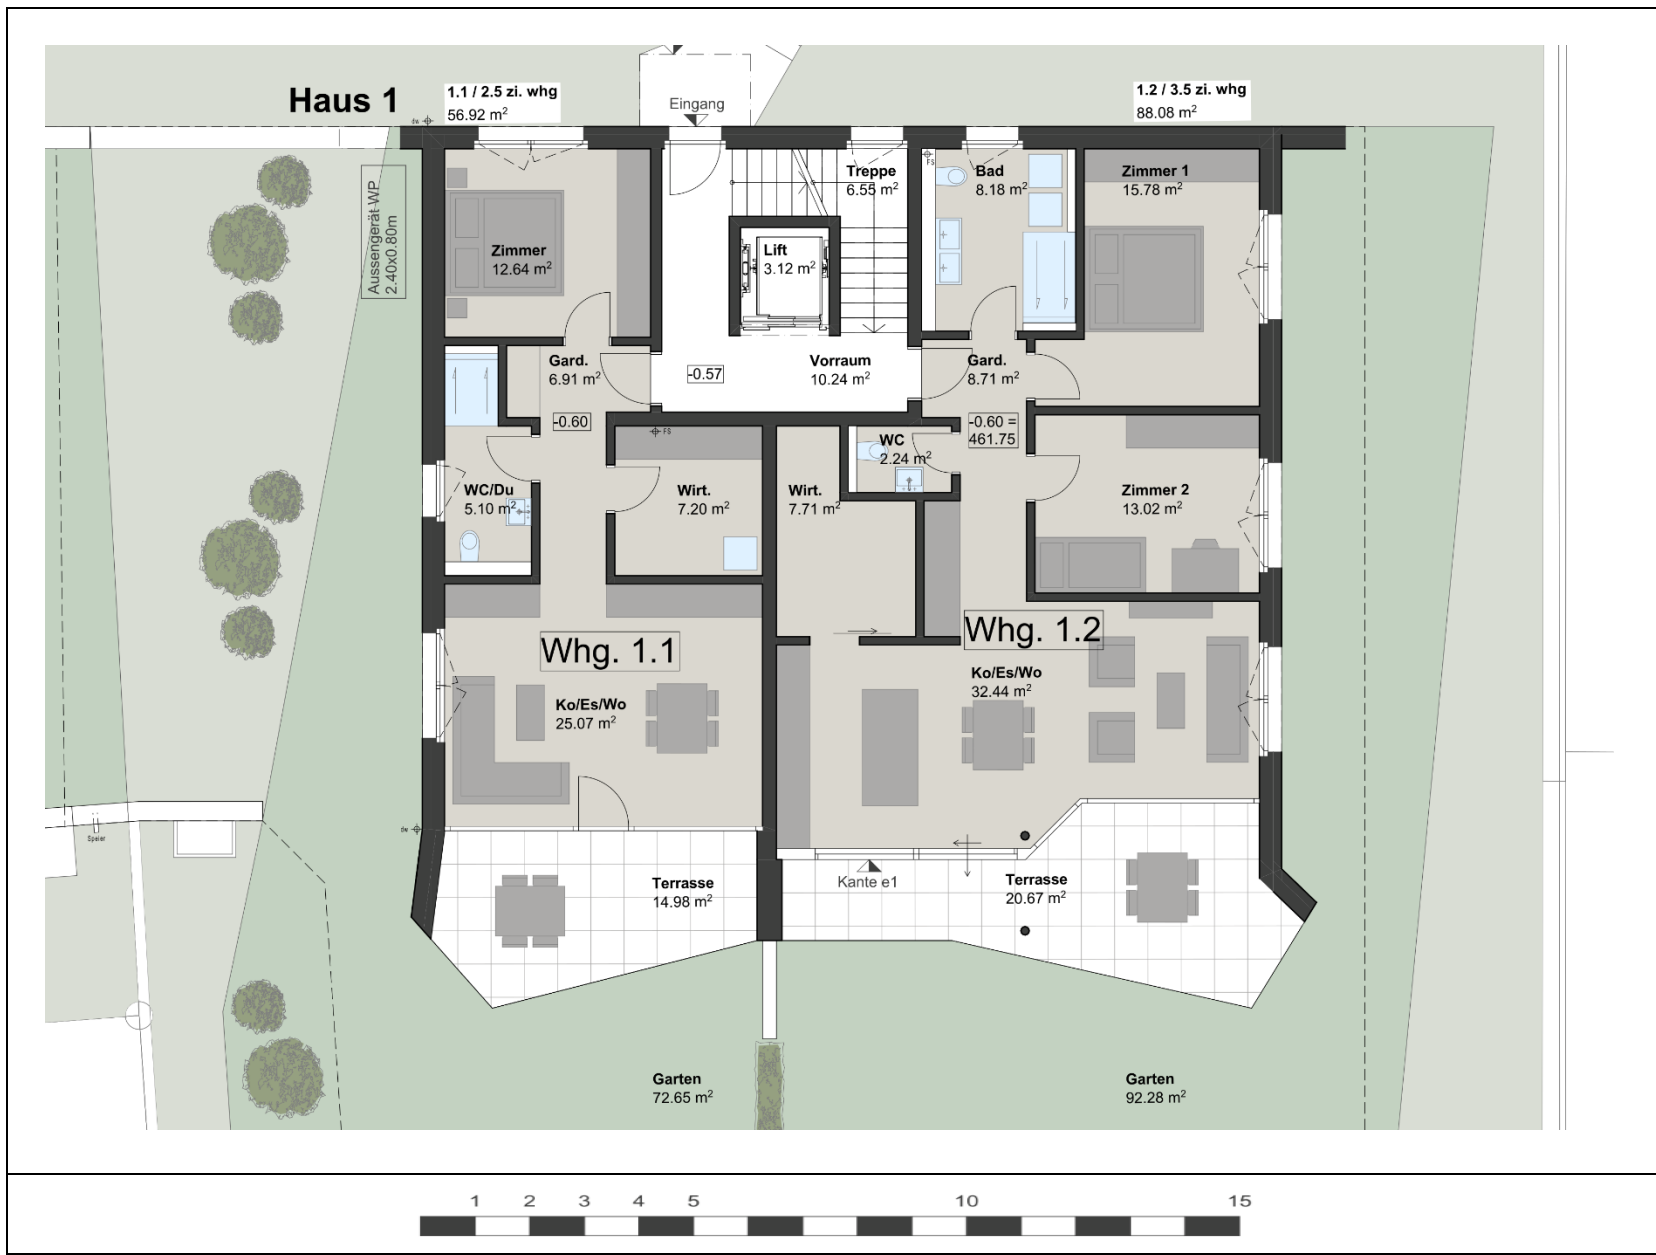 Haus 1
1.1 / 2.5 zi. whg
56.92 m²
Eingang
1.2 / 3.5 zi. whg
88.08 m²
dw
Aussengerät WP
2.40x0.80m
Zimmer
12.64 m²
Treppe
6.55 m²
Lift
3.12 m²
FS
Bad
8.18 m²
Zimmer 1
15.78 m²
Gard.
6.91 m²
-0.57
Vorraum
10.24 m²
Gard.
8.71 m²
-0.60
-0.60 =
461.75
FS
WC
2.24 m²
WC/Du
5.10 m²
Wirt.
7.20 m²
Wirt.
7.71 m²
Zimmer 2
13.02 m²
Whg. 1.1
Whg. 1.2
Ko/Es/Wo
25.07 m²
Ko/Es/Wo
32.44 m²
dw
Speier
Terrasse
14.98 m²
Kante e1
Terrasse
20.67 m²
Garten
72.65 m²
Garten
92.28 m²
1 2 3 4 5 10 15